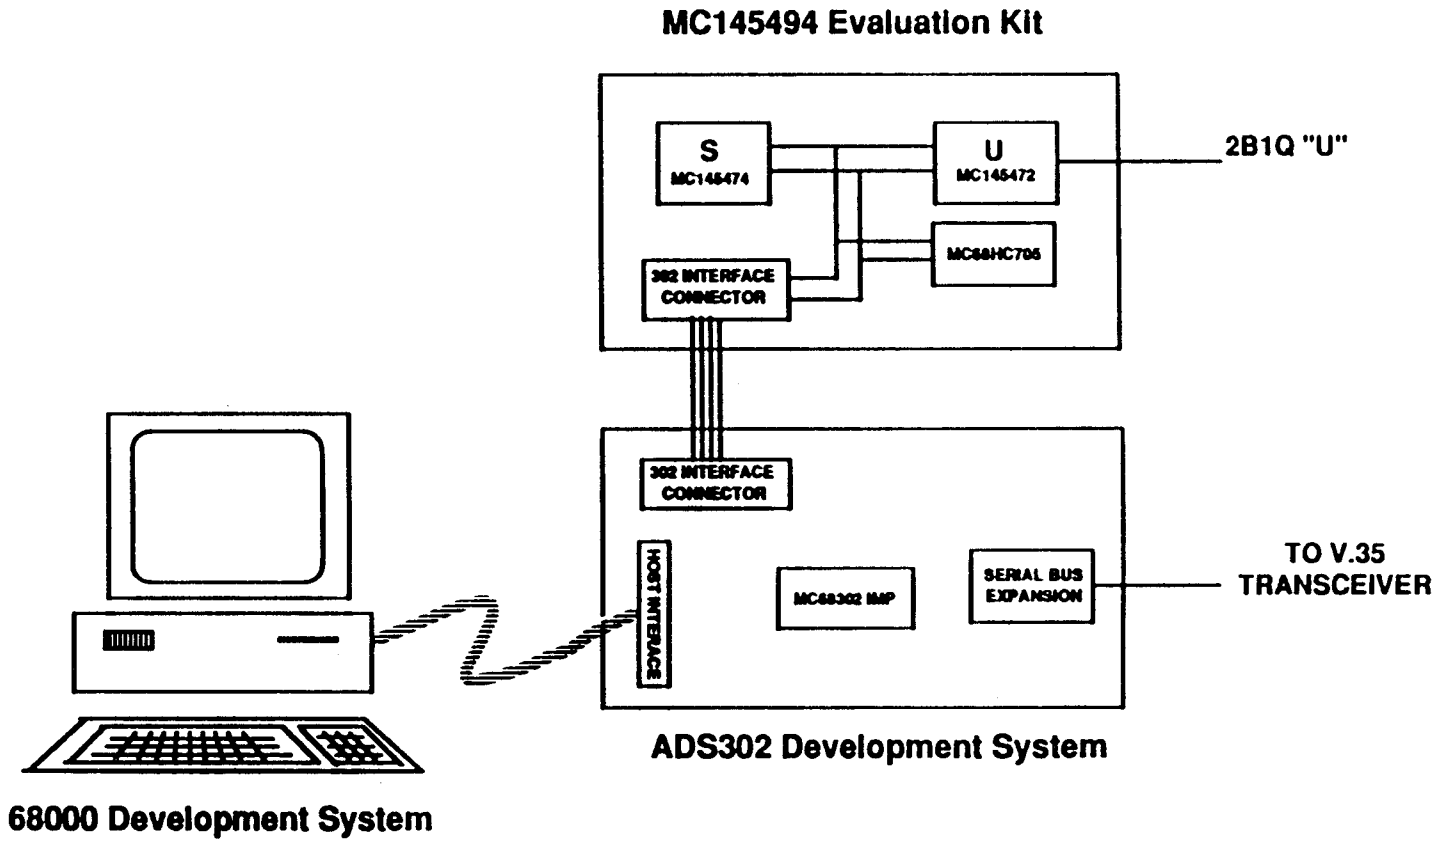 MC145494 Evaluation Kit
S
MC145474
U
MC145472
2B1Q "U"
MC68HC705
302 INTERFACE
CONNECTOR
302 INTERFACE
CONNECTOR
HOST INTERACE
MC68302 IMP
SERIAL BUS
EXPANSION
TO V.35
TRANSCEIVER
ADS302 Development System
68000 Development System